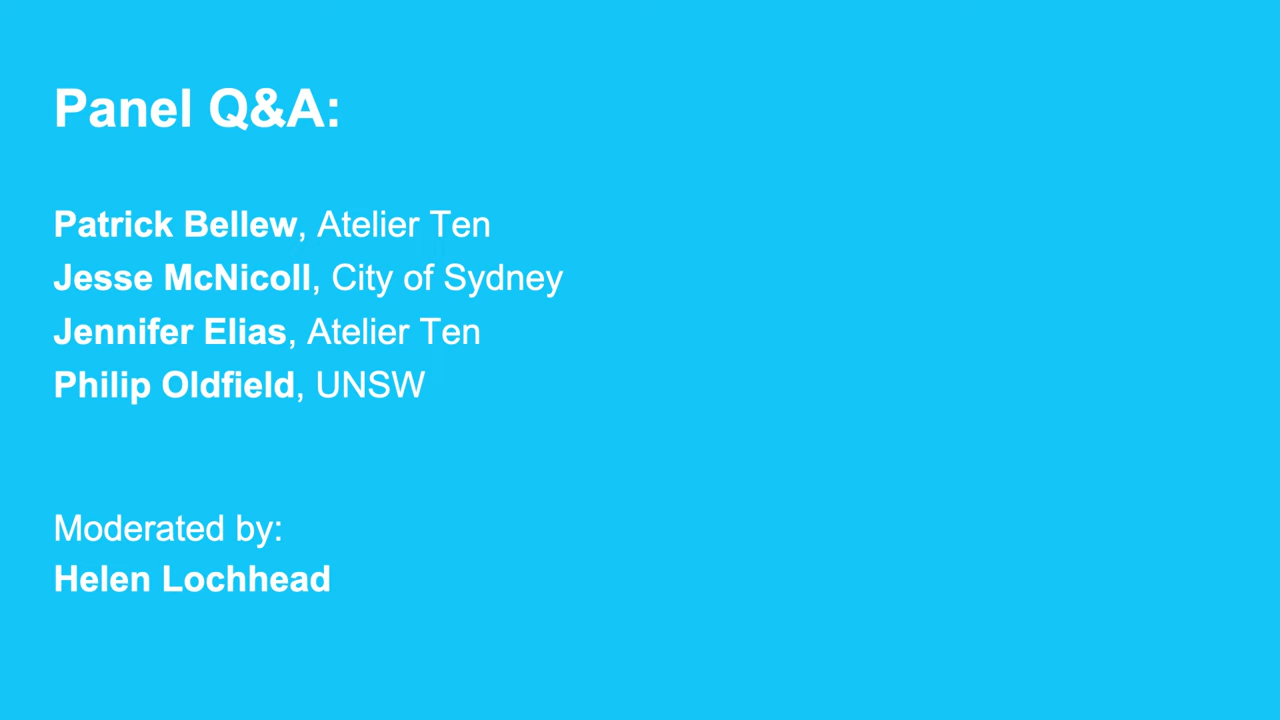 Panel Q&A:
Patrick Bellew, Atelier Ten
Jesse McNicoll, City of Sydney
Jennifer Elias, Atelier Ten
Philip Oldfield, UNSW
Moderated by:
Helen Lochhead